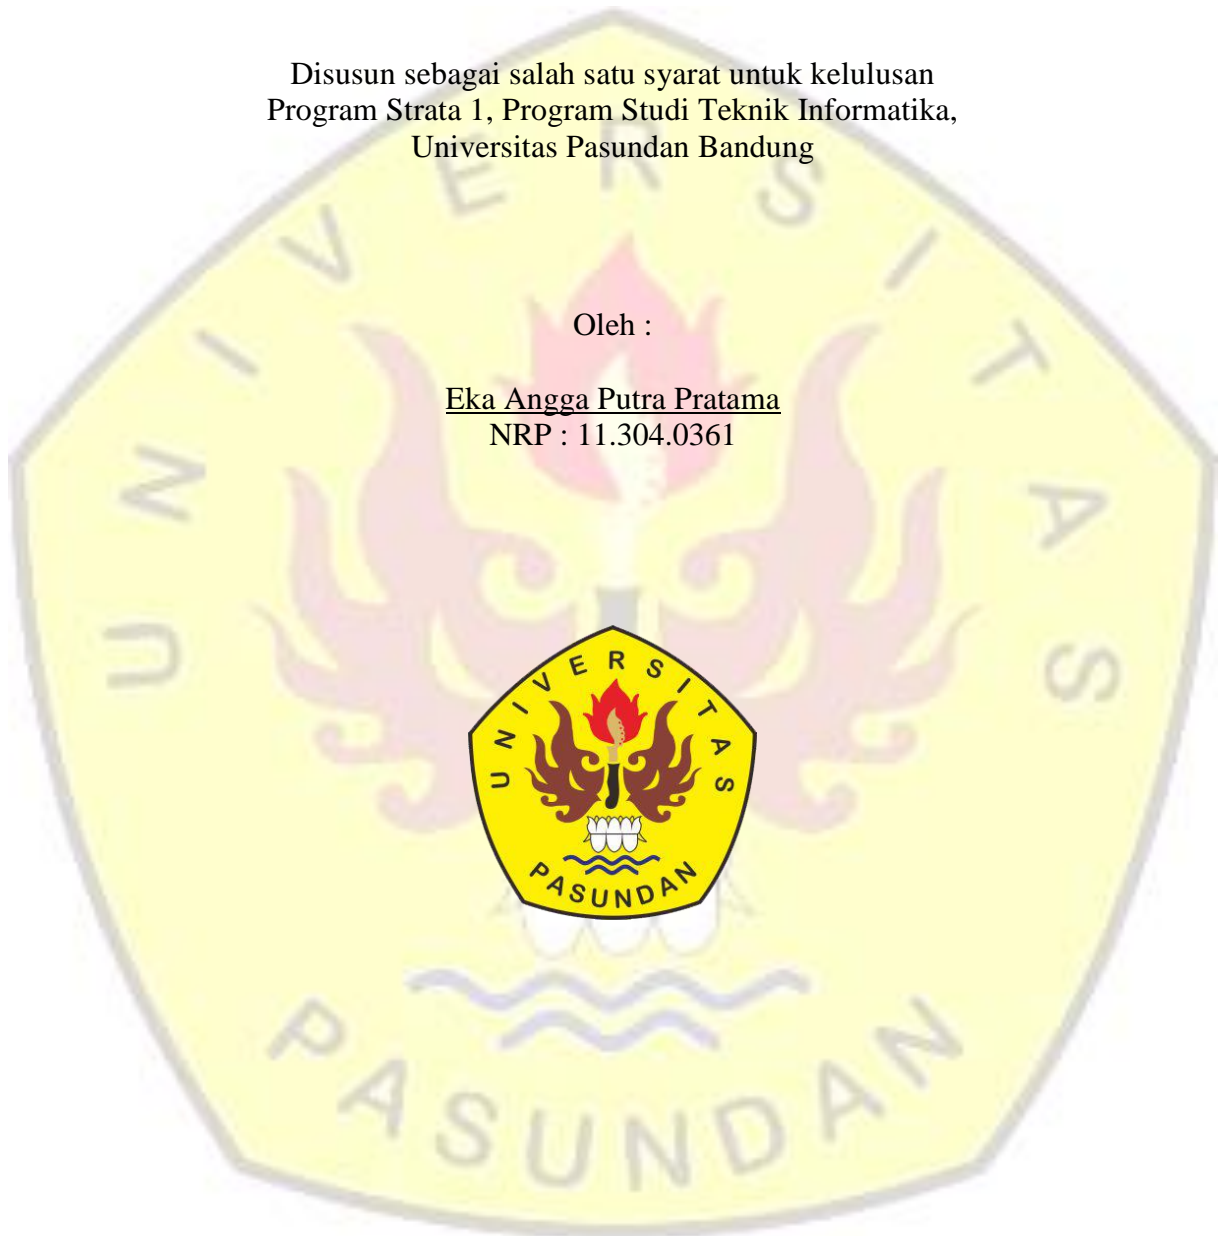 Disusun sebagai salah satu syarat untuk kelulusan
Program Strata 1, Program Studi Teknik Informatika,
Universitas Pasundan Bandung
Oleh :
Eka Angga Putra Pratama
NRP : 11.304.0361
UNIVERSITAS
PASUNDAN
UNIVERSITAS
PASUNDAN